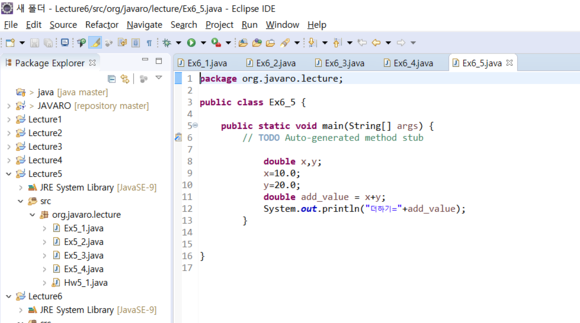 새 폴더 - Lecture6/src/org/javaro/lecture/Ex6_5.java - Eclipse IDE
File Edit Source Refactor Navigate Search Project Run Window Help
Package Explorer
Ex6_1.java Ex6_2.java Ex6_3.java Ex6_4.java Ex6_5.java
java [java master]
JAVARO [repository master]
Lecture1
Lecture2
Lecture3
Lecture4
Lecture5
JRE System Library [JavaSE-9]
src
org.javaro.lecture
Ex5_1.java
Ex5_2.java
Ex5_3.java
Ex5_4.java
Hw5_1.java
Lecture6
JRE System Library [JavaSE-9]
src
1 package org.javaro.lecture;
2
3 public class Ex6_5 {
4
5 public static void main(String[] args) {
6 // TODO Auto-generated method stub
7
8 double x,y;
9 x=10.0;
10 y=20.0;
11 double add_value = x+y;
12 System.out.println("더하기="+add_value);
13 }
14
15
16 }
17